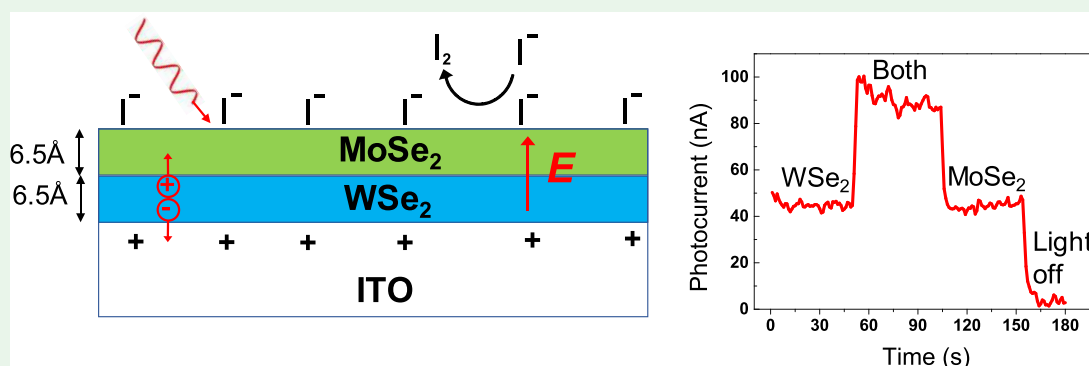 I₂ I⁻
I⁻ I⁻ I⁻ I⁻ I⁻ I⁻
6.5Å
MoSe₂
E
6.5Å
+
-
WSe₂
+ + + + + +
ITO
Photocurrent (nA)
100
80
60
40
20
0
Both
WSe₂
MoSe₂
Light
off
0 30 60 90 120 150 180
Time (s)